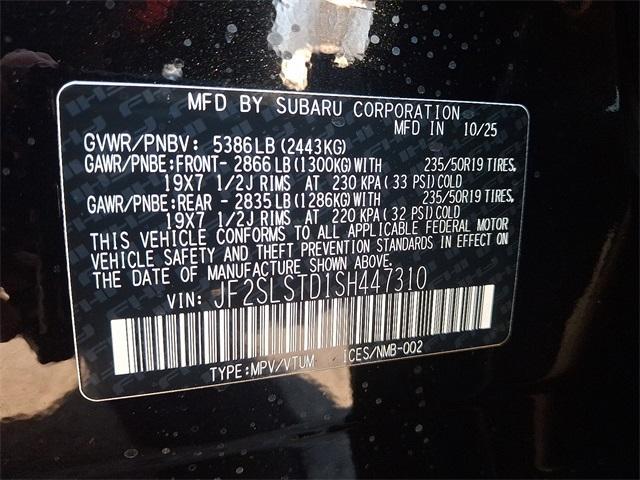 MFD BY SUBARU CORPORATION
MFD IN 10/25
GVWR/PNBV: 5386LB (2443KG)
GAWR/PNBE:FRONT- 2866LB(1300KG)WITH 235/50R19 TIRES,
19X7 1/2J RIMS AT 230 KPA(33 PSI)COLD
GAWR/PNBE:REAR - 2835LB(1286KG)WITH 235/50R19 TIRES,
19X7 1/2J RIMS AT 220 KPA(32 PSI)COLD
THIS VEHICLE CONFORMS TO ALL APPLICABLE FEDERAL MOTOR
VEHICLE SAFETY AND THEFT PREVENTION STANDARDS IN EFFECT ON
THE DATE OF MANUFACTURE SHOWN ABOVE.
VIN: JF2SLSTD1SH447310
TYPE:MPV/VTUM ICES/NMB-002